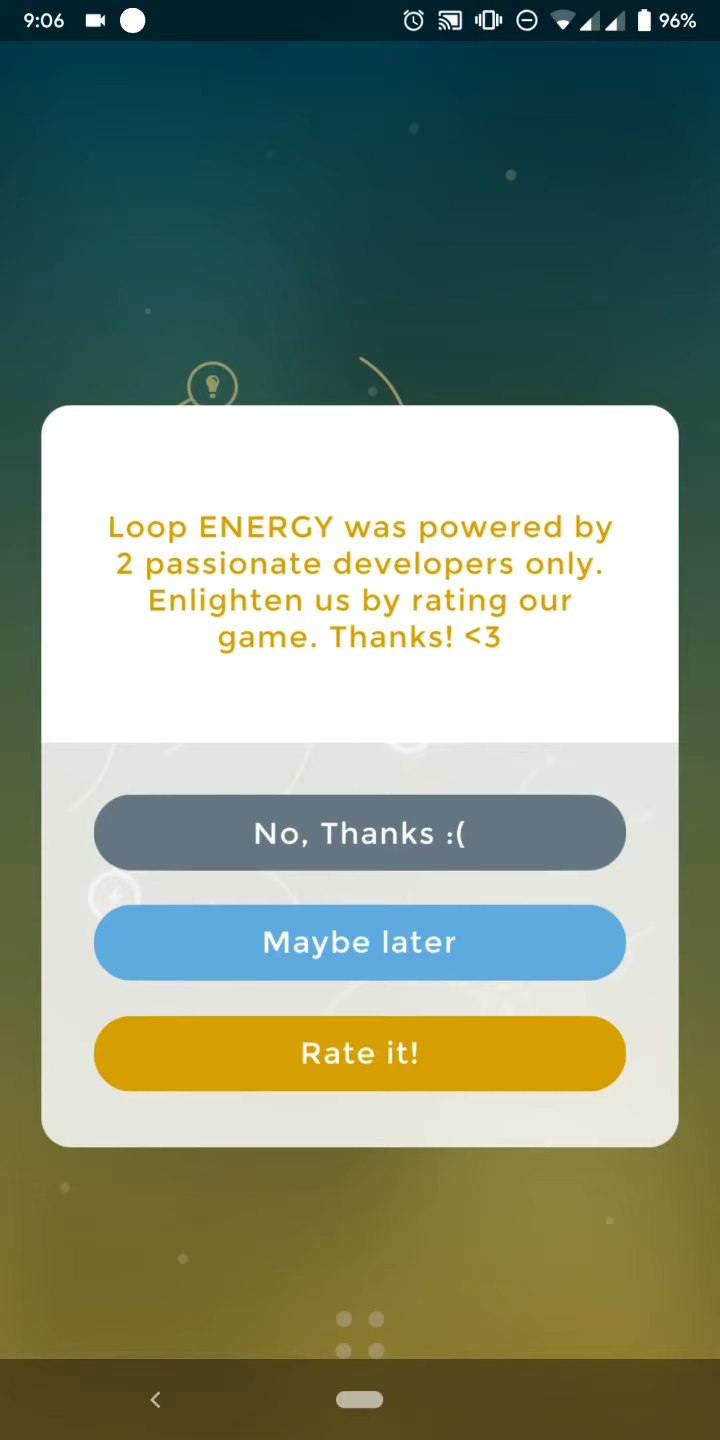 9:06
96%
Loop ENERGY was powered by
2 passionate developers only.
Enlighten us by rating our
game. Thanks! <3
No, Thanks :(
Maybe later
Rate it!